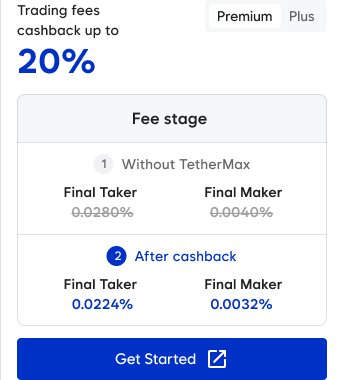 Trading fees
cashback up to
20%
Premium Plus
Fee stage
1 Without TetherMax
Final Taker Final Maker
0.0280% 0.0040%
2 After cashback
Final Taker Final Maker
0.0224% 0.0032%
Get Started